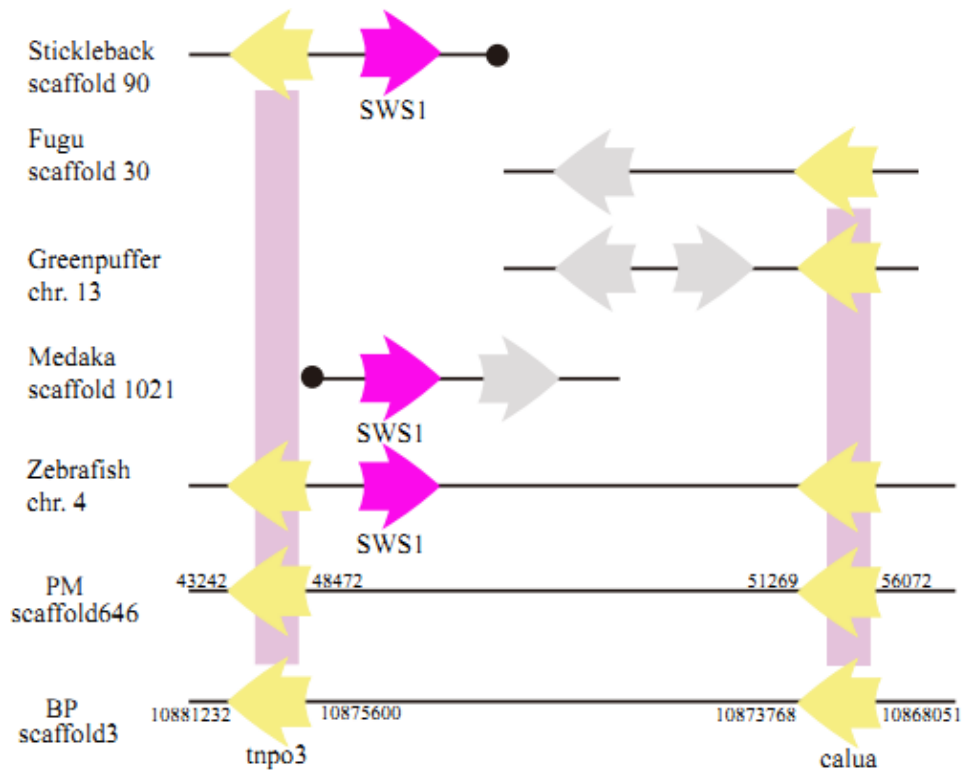 Stickleback
scaffold 90
SWS1
Fugu
scaffold 30
Greenpuffer
chr. 13
Medaka
scaffold 1021
SWS1
Zebrafish
chr. 4
SWS1
PM
scaffold646
43242 48472 51269 56072
BP
scaffold3
10881232 10875600 10873768 10868051
tnpo3 calua